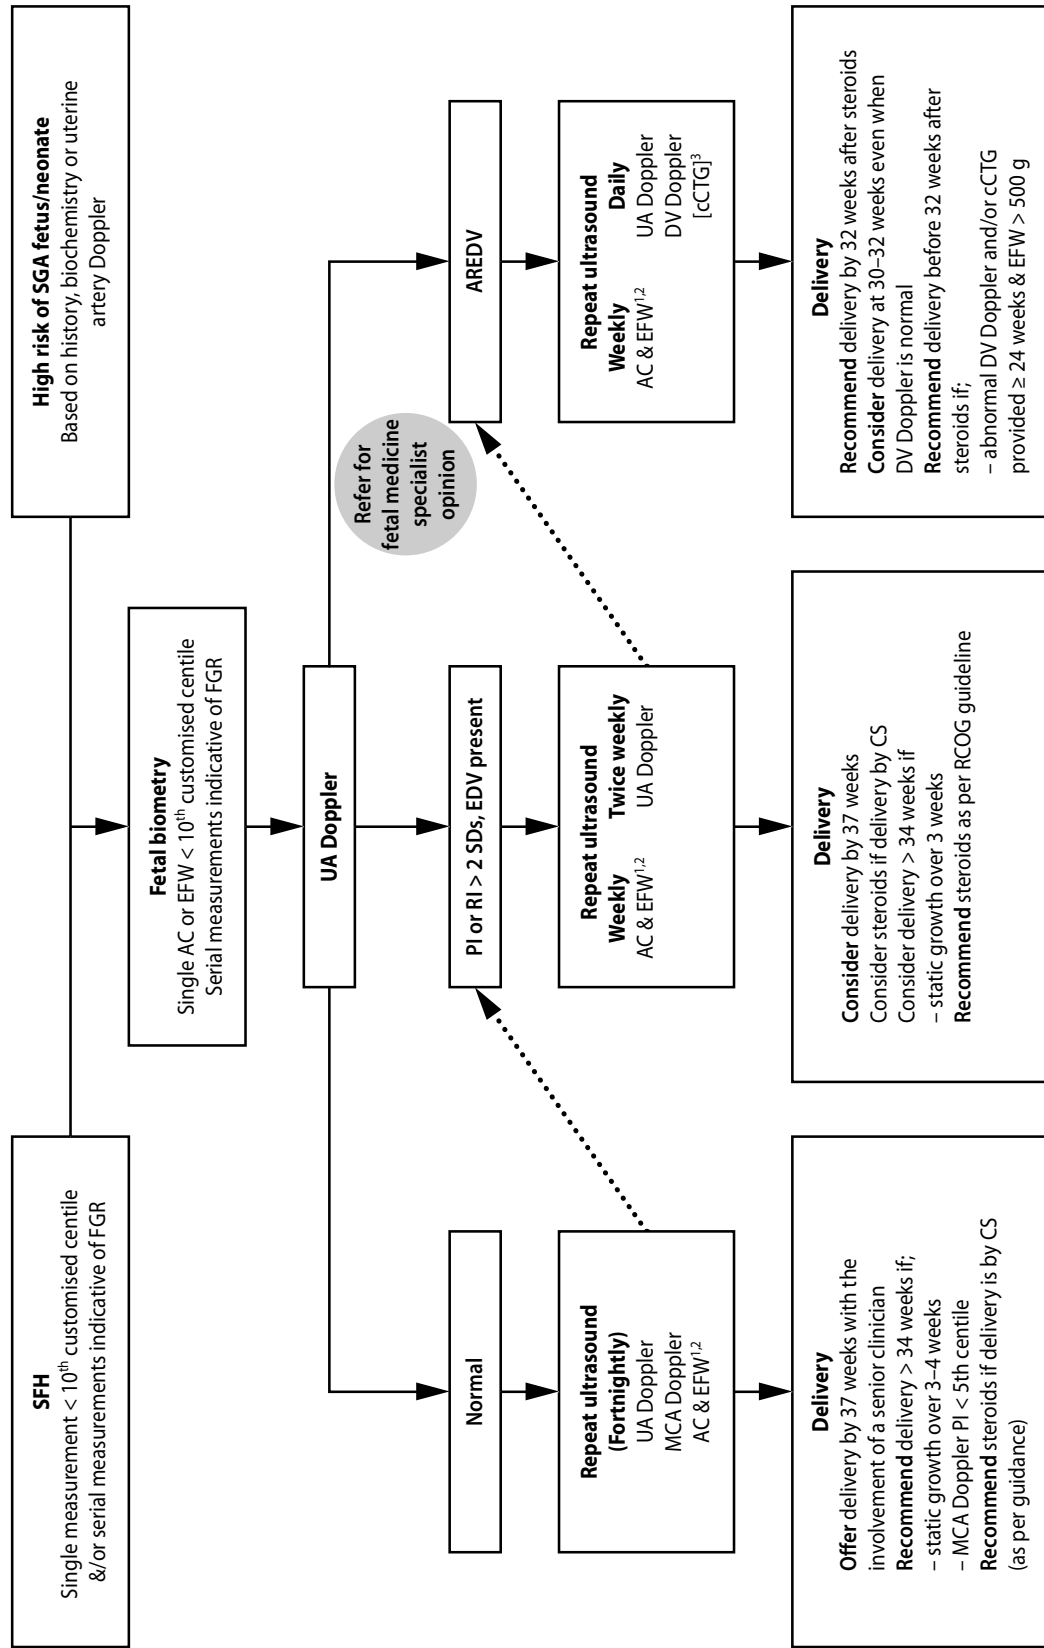 SFH
Single measurement < 10th customised centile
&/or serial measurements indicative of FGR
High risk of SGA fetus/neonate
Based on history, biochemistry or uterine
artery Doppler
Fetal biometry
Single AC or EFW < 10th customised centile
Serial measurements indicative of FGR
UA Doppler
Refer for
fetal medicine
specialist
opinion
Normal
PI or RI > 2 SDs, EDV present
AREDV
Repeat ultrasound
(Fortnightly)
UA Doppler
MCA Doppler
AC & EFW1,2
Repeat ultrasound
Weekly Twice weekly
AC & EFW1,2 UA Doppler
Repeat ultrasound
Weekly Daily
AC & EFW1,2 UA Doppler
DV Doppler
[cCTG]3
Delivery
Offer delivery by 37 weeks with the
involvement of a senior clinician
Recommend delivery > 34 weeks if;
– static growth over 3–4 weeks
– MCA Doppler PI < 5th centile
Recommend steroids if delivery is by CS
(as per guidance)
Delivery
Consider delivery by 37 weeks
Consider steroids if delivery by CS
Consider delivery > 34 weeks if
– static growth over 3 weeks
Recommend steroids as per RCOG guideline
Delivery
Recommend delivery by 32 weeks after steroids
Consider delivery at 30–32 weeks even when
DV Doppler is normal
Recommend delivery before 32 weeks after
steroids if;
– abnormal DV Doppler and/or cCTG
provided ≥ 24 weeks & EFW > 500 g